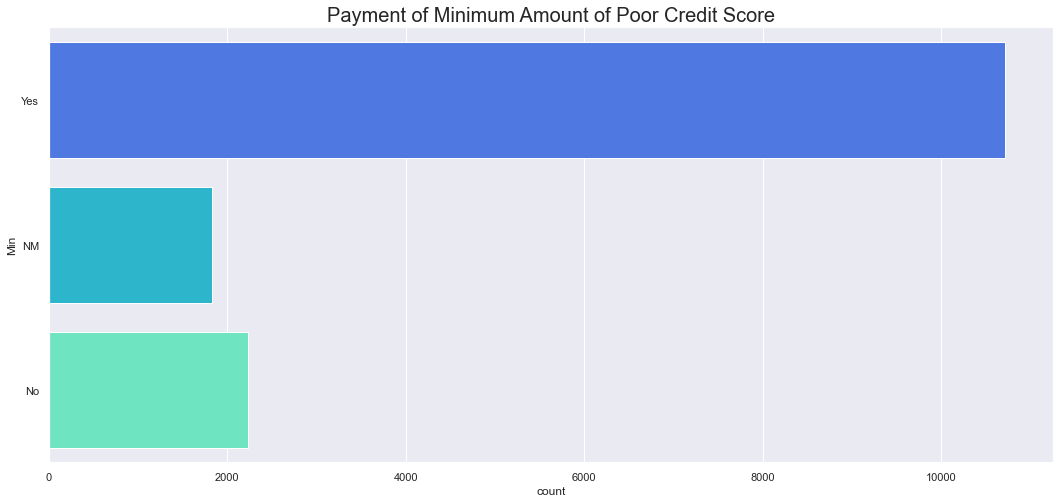 Payment of Minimum Amount of Poor Credit Score
Yes
NM
No
Min
0 2000 4000 6000 8000 10000
count